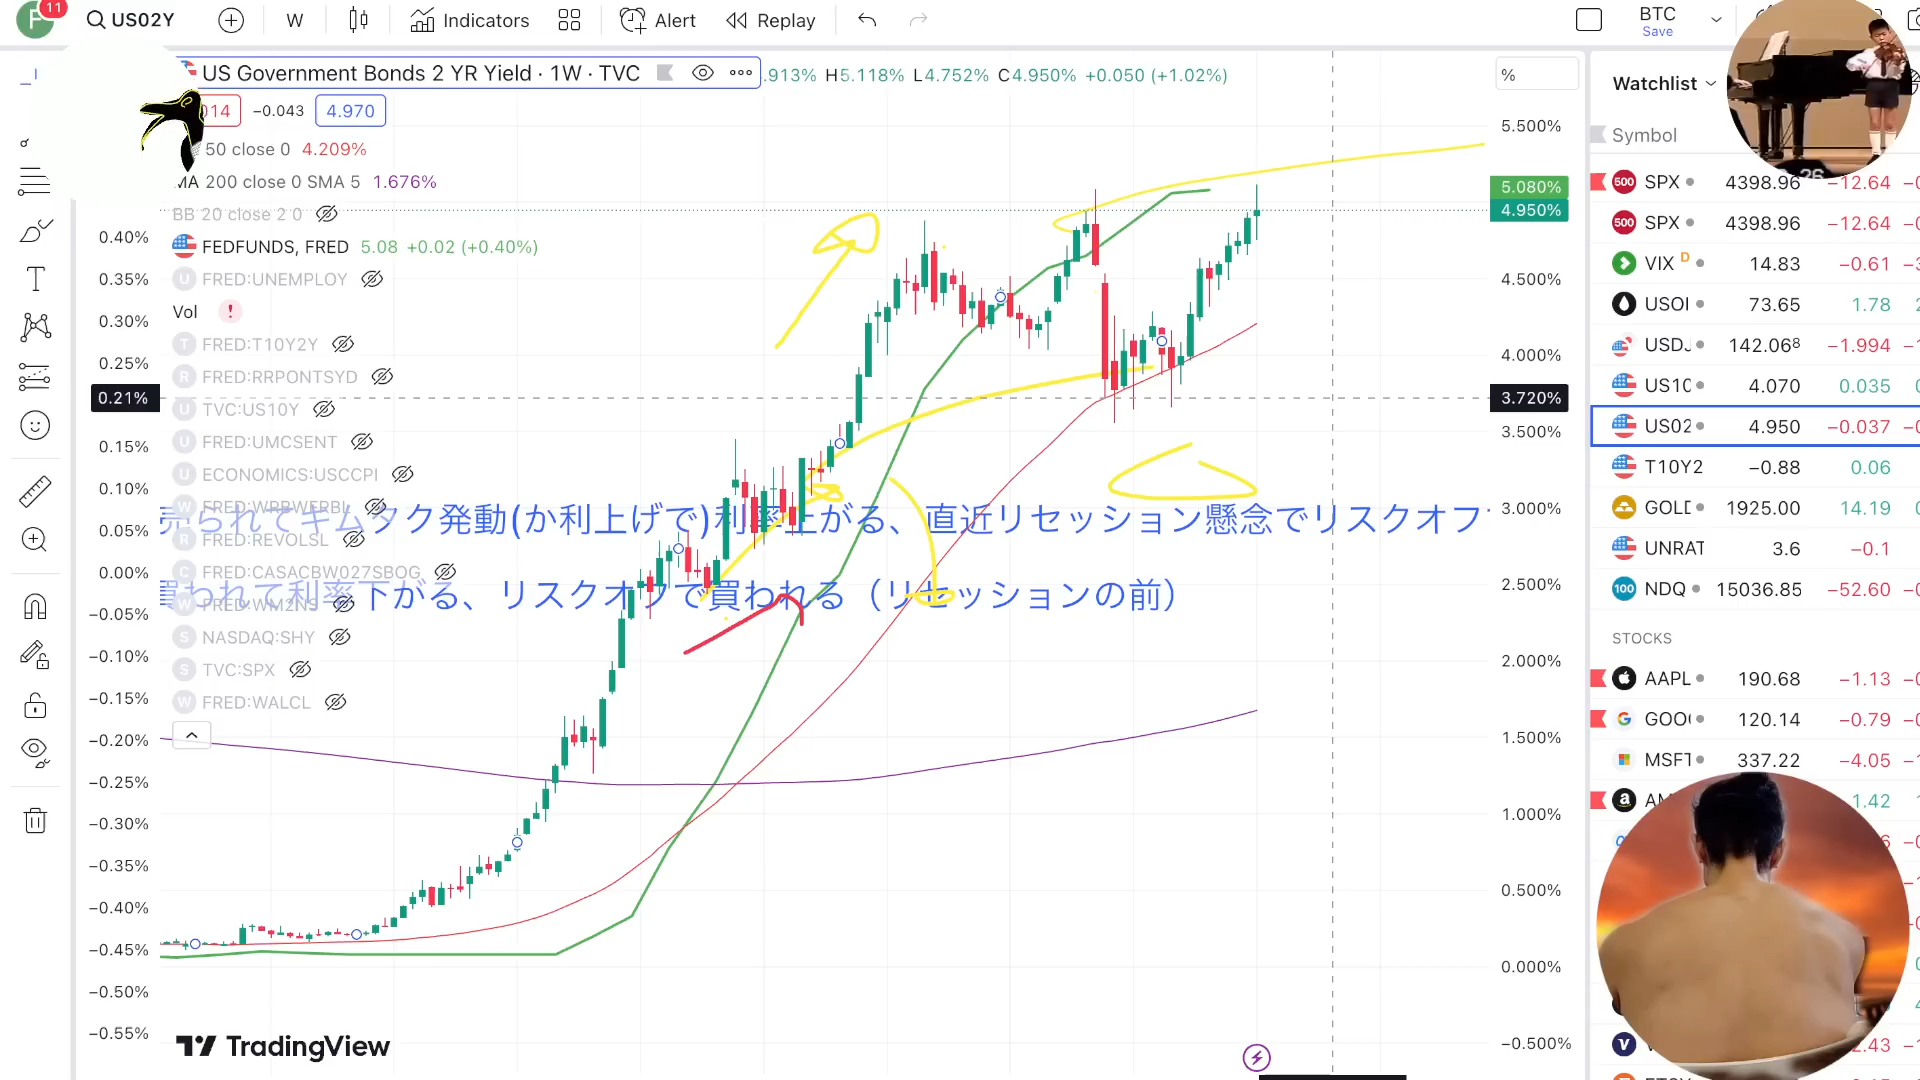 11
US02Y
W
Indicators
Alert
Replay
BTC
Save
US Government Bonds 2 YR Yield · 1W · TVC
.913% H5.118% L4.752% C4.950% +0.050 (+1.02%)
014 −0.043 4.970
50 close 0 4.209%
MA 200 close 0 SMA 5 1.676%
BB 20 close 2 0
FEDFUNDS, FRED 5.08 +0.02 (+0.40%)
FRED:UNEMPLOY
Vol
FRED:T10Y2Y
FRED:RRPONTSYD
TVC:US10Y
FRED:UMCSENT
ECONOMICS:USCCPI
FRED:REVOLSL
FRED:CASACBW027SBOG
FRED:WM2NS
NASDAQ:SHY
TVC:SPX
FRED:WALCL
売られてキムタク発動(か利上げで)利率上がる、直近リセッション懸念でリスクオフ
買われて利率下がる、リスクオフで買われる（リセッションの前）
0.40%
0.35%
0.30%
0.25%
0.21%
0.15%
0.10%
0.05%
0.00%
−0.05%
−0.10%
−0.15%
−0.20%
−0.25%
−0.30%
−0.35%
−0.40%
−0.45%
−0.50%
−0.55%
%
5.500%
5.080%
4.950%
4.500%
4.000%
3.720%
3.500%
3.000%
2.500%
2.000%
1.500%
1.000%
0.500%
0.000%
−0.500%
TradingView
Watchlist
Symbol
500 SPX 4398.96 −12.64
500 SPX 4398.96 −12.64
VIX D 14.83 −0.61
USOI 73.65 1.78
USDJ 142.068 −1.994
US1C 4.070 0.035
US02 4.950 −0.037
T10Y2 −0.88 0.06
GOLD 1925.00 14.19
UNRAT 3.6 −0.1
100 NDQ 15036.85 −52.60
STOCKS
AAPL 190.68 −1.13
GOO 120.14 −0.79
MSFT 337.22 −4.05
1.42
2.43